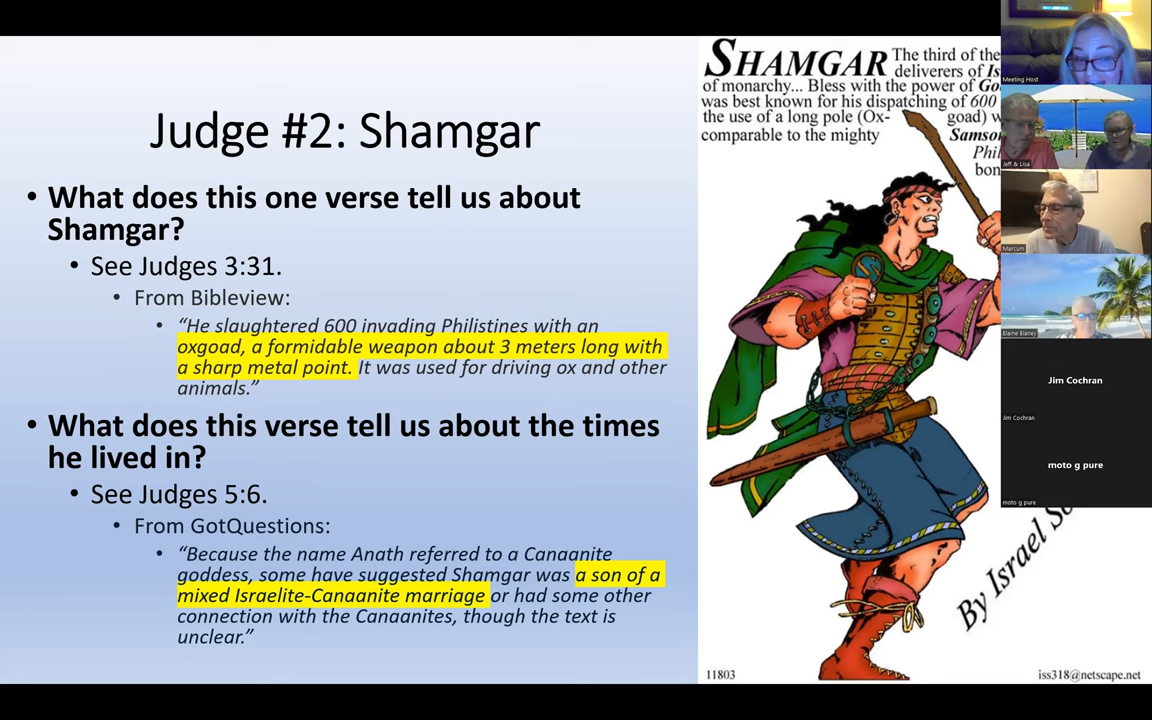 Judge #2: Shamgar
• What does this one verse tell us about
Shamgar?
• See Judges 3:31.
• From Bibleview:
• “He slaughtered 600 invading Philistines with an
oxgoad, a formidable weapon about 3 meters long with
a sharp metal point. It was used for driving ox and other
animals.”
• What does this verse tell us about the times
he lived in?
• See Judges 5:6.
• From GotQuestions:
• “Because the name Anath referred to a Canaanite
goddess, some have suggested Shamgar was a son of a
mixed Israelite-Canaanite marriage or had some other
connection with the Canaanites, though the text is
unclear.”
SHAMGAR The third of the
deliverers of Is
of monarchy... Bless with the power of Go
was best known for his dispatching of 600
the use of a long pole (Ox- goad) w
comparable to the mighty Samso
Phil
bon
S
By Israel So
11803
iss318@netscape.net
Meeting Host
Jeff & Lisa
Marcum
Elaine Blaney
Jim Cochran
Jim Cochran
moto g pure
moto g pure